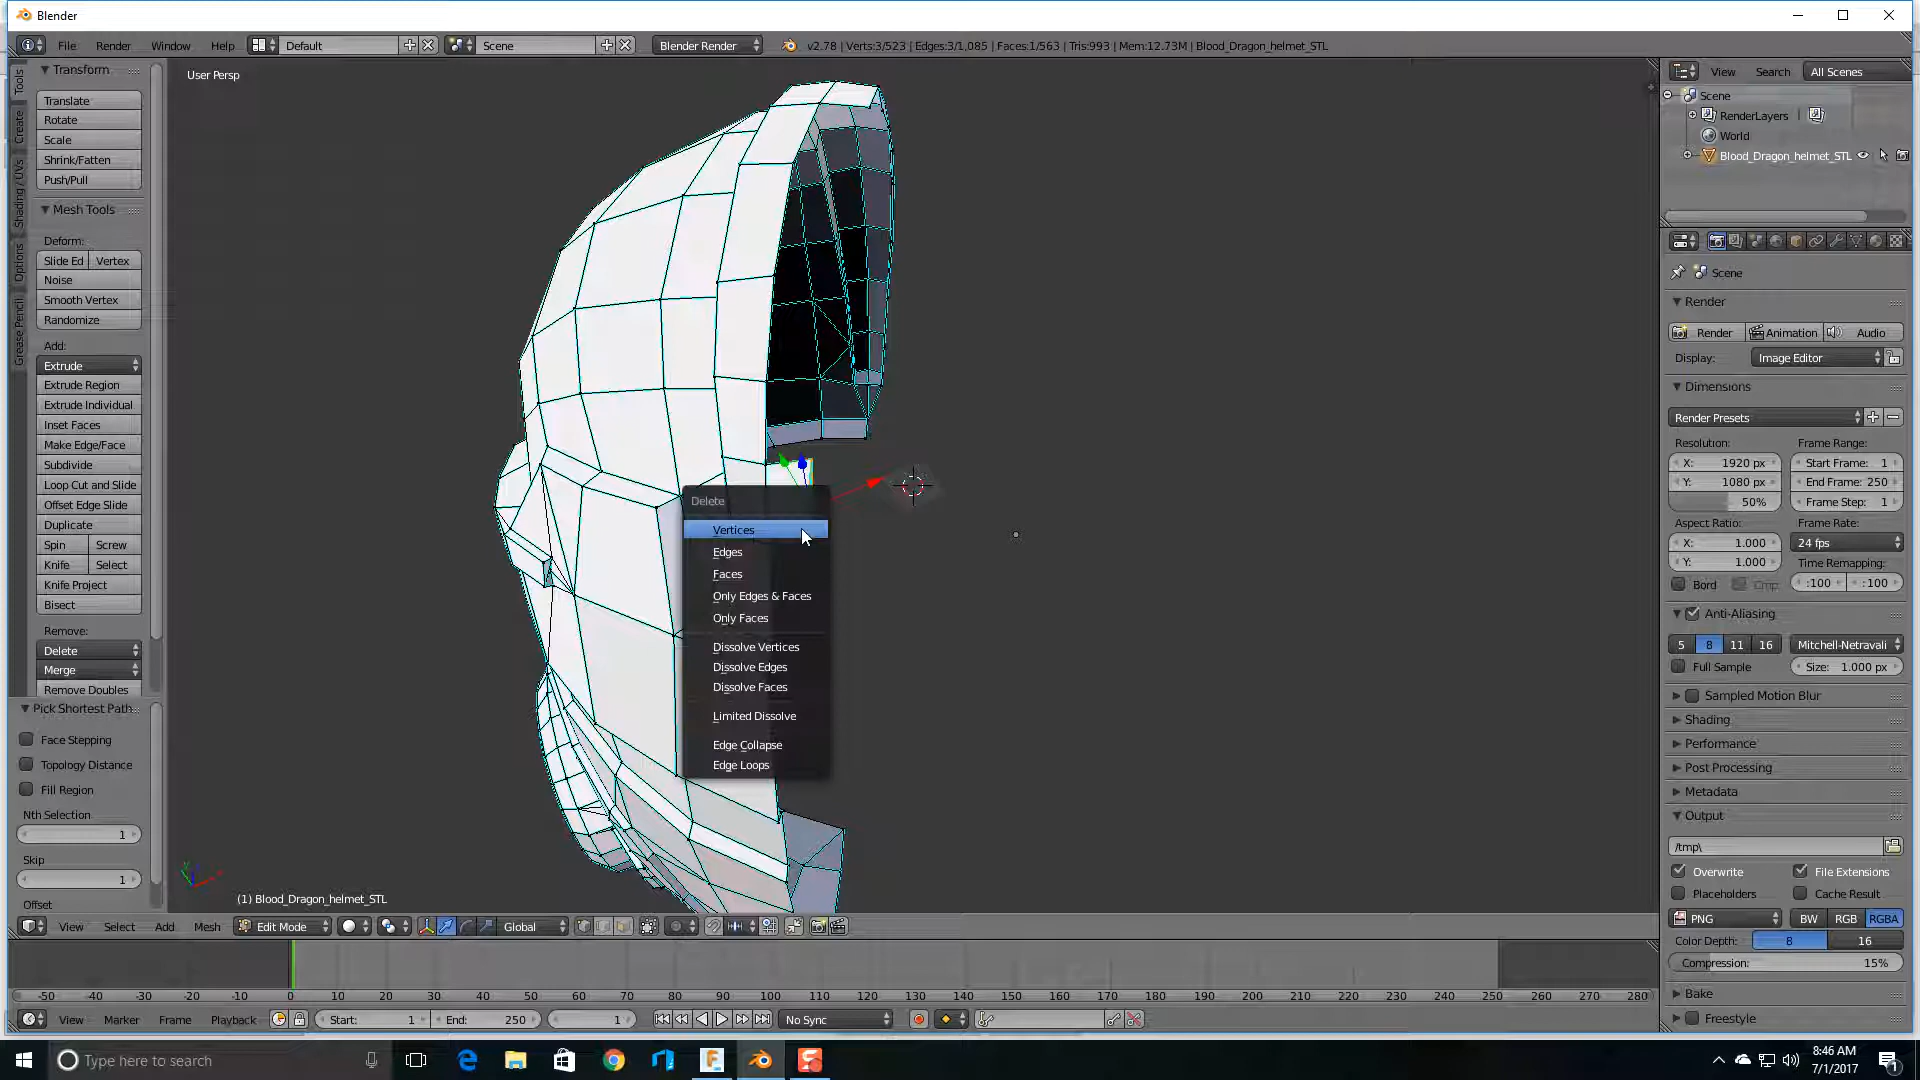 Blender
File Render Window Help Default Scene Blender Render v2.78 | Verts:3/523 | Edges:3/1,085 | Faces:1/563 | Tris:993 | Mem:12.73M | Blood_Dragon_helmet_STL
Tools
Create
Shading / UVs
Options
Grease Pencil
Transform
Translate
Rotate
Scale
Shrink/Fatten
Push/Pull
Mesh Tools
Deform:
Slide Ed Vertex
Noise
Smooth Vertex
Randomize
Add:
Extrude
Extrude Region
Extrude Individual
Inset Faces
Make Edge/Face
Subdivide
Loop Cut and Slide
Offset Edge Slide
Duplicate
Spin Screw
Knife Select
Knife Project
Bisect
Remove:
Delete
Merge
Remove Doubles
Pick Shortest Path
Face Stepping
Topology Distance
Fill Region
Nth Selection
1
Skip
1
Offset
User Persp
Delete
Vertices
Edges
Faces
Only Edges & Faces
Only Faces
Dissolve Vertices
Dissolve Edges
Dissolve Faces
Limited Dissolve
Edge Collapse
Edge Loops
(1) Blood_Dragon_helmet_STL
View Select Add Mesh Edit Mode Global
-50 -40 -30 -20 -10 0 10 20 30 40 50 60 70 80 90 100 110 120 130 140 150 160 170 180 190 200 210 220 230 240 250 260 270 280
View Marker Frame Playback Start: 1 End: 250 1 No Sync
View Search All Scenes
Scene
RenderLayers
World
Blood_Dragon_helmet_STL
Scene
Render
Render Animation Audio
Display: Image Editor
Dimensions
Render Presets
Resolution: Frame Range:
X: 1920 px Start Frame: 1
Y: 1080 px End Frame: 250
50% Frame Step: 1
Aspect Ratio: Frame Rate:
X: 1.000 24 fps
Y: 1.000 Time Remapping:
Bord Crop :100 :100
Anti-Aliasing
5 8 11 16 Mitchell-Netravali
Full Sample Size: 1.000 px
Sampled Motion Blur
Shading
Performance
Post Processing
Metadata
Output
/tmp\
Overwrite File Extensions
Placeholders Cache Result
PNG BW RGB RGBA
Color Depth: 8 16
Compression: 15%
Bake
Freestyle
Type here to search
8:46 AM
7/1/2017
1